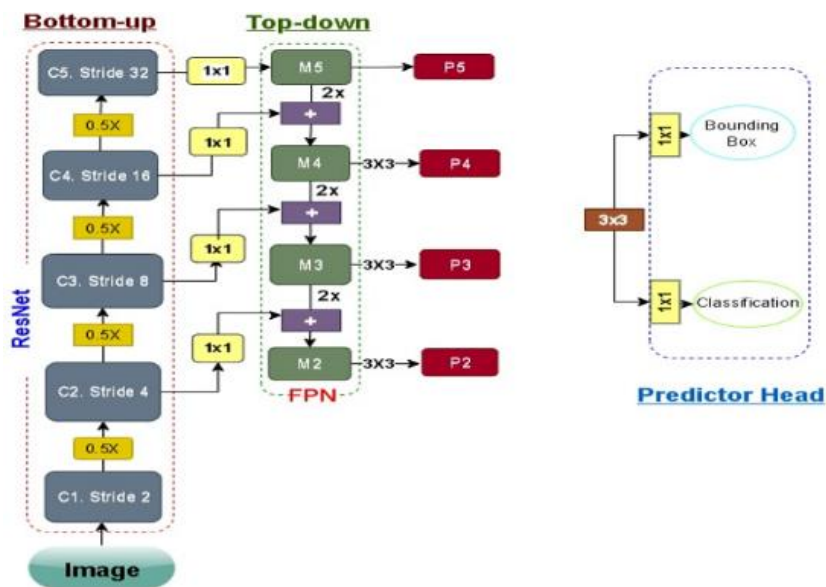 Bottom-up
Top-down
C5. Stride 32
1x1
M5
P5
2x
0.5X
+
1x1
C4. Stride 16
M4
3X3
P4
2x
0.5X
+
1x1
C3. Stride 8
M3
3X3
P3
2x
0.5X
+
1x1
C2. Stride 4
M2
3X3
P2
FPN
0.5X
C1. Stride 2
Image
ResNet
1x1
Bounding
Box
3x3
1x1
Classification
Predictor Head